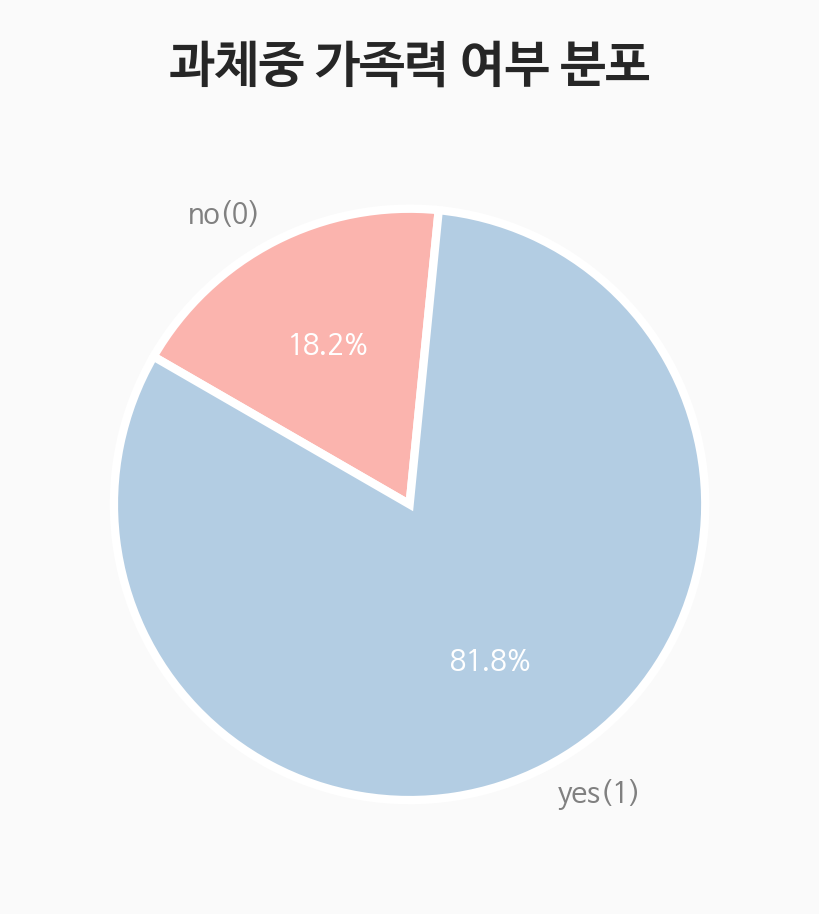 과체중 가족력 여부 분포
no(0)
18.2%
81.8%
yes(1)